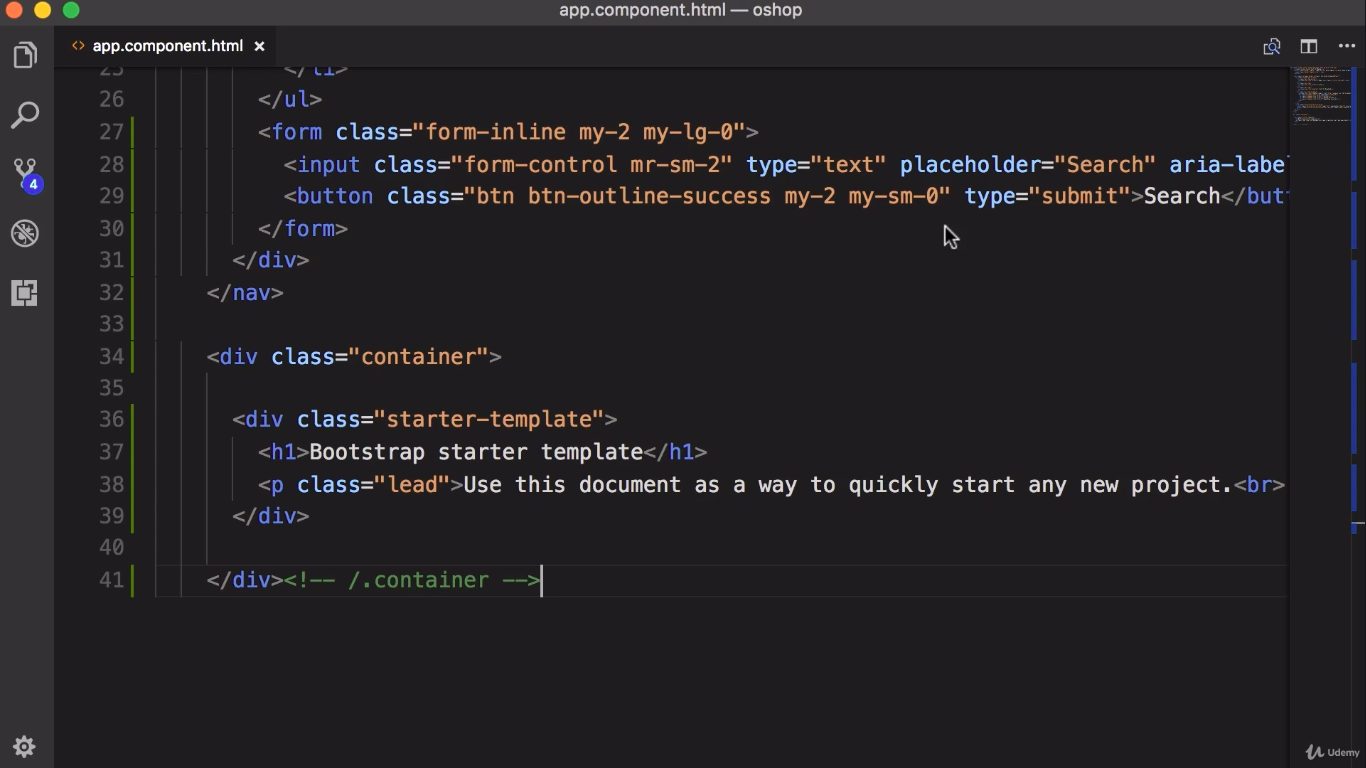 app.component.html — oshop
<> app.component.html ×
25 </li>
26 </ul>
27 <form class="form-inline my-2 my-lg-0">
28 <input class="form-control mr-sm-2" type="text" placeholder="Search" aria-label
29 <button class="btn btn-outline-success my-2 my-sm-0" type="submit">Search</butt
30 </form>
31 </div>
32 </nav>
33
34 <div class="container">
35
36 <div class="starter-template">
37 <h1>Bootstrap starter template</h1>
38 <p class="lead">Use this document as a way to quickly start any new project.<br>
39 </div>
40
41 </div><!-- /.container -->
4
Udemy